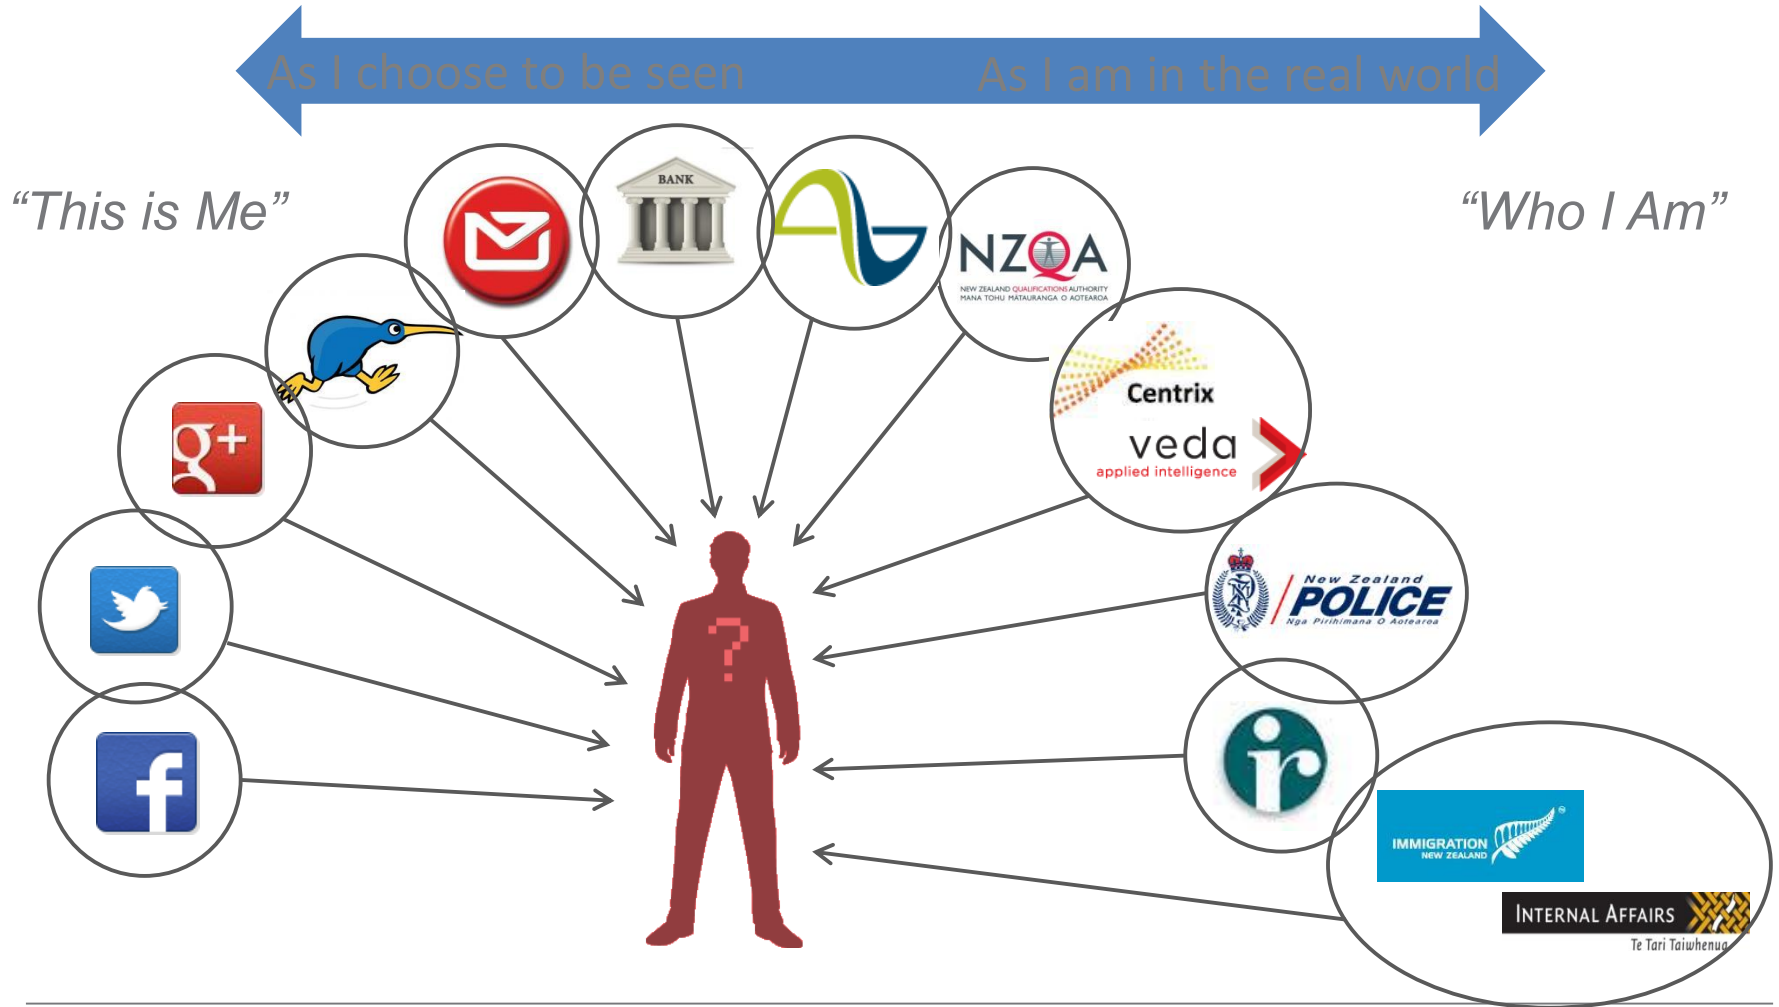 As I choose to be seen
As I am in the real world
“This is Me”
“Who I Am”
BANK
NZQA
NEW ZEALAND QUALIFICATIONS AUTHORITY
MANA TOHU MATAURANGA O AOTEAROA
Centrix
veda
applied intelligence
g+
New Zealand
POLICE
Nga Pirihimana O Aotearoa
?
f
ir
IMMIGRATION
NEW ZEALAND
INTERNAL AFFAIRS
Te Tari Taiwhenua